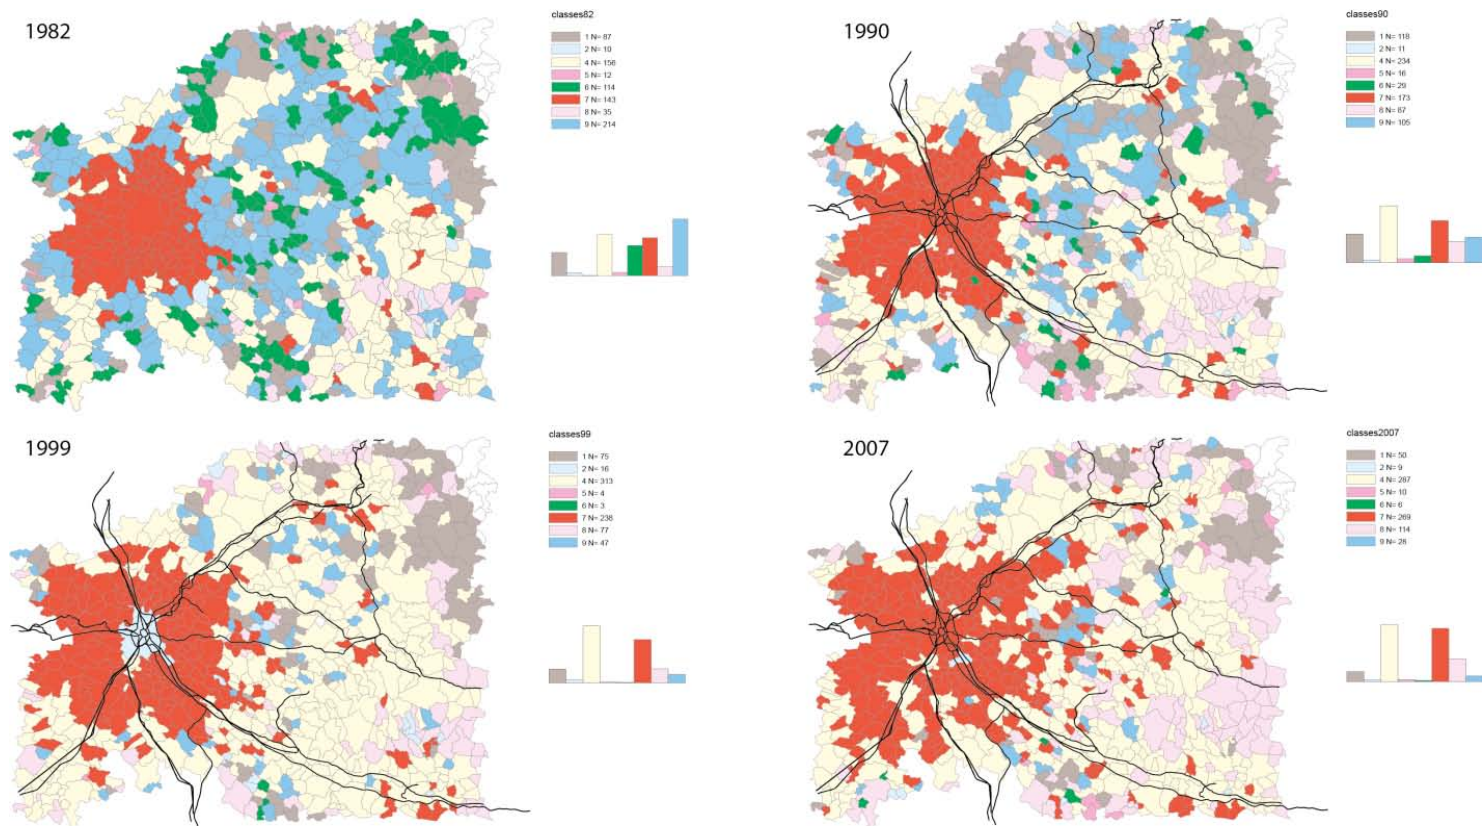 1982
classes82
1 N= 87
2 N= 10
4 N= 156
5 N= 12
6 N= 114
7 N= 143
8 N= 35
9 N= 214
1990
classes90
1 N= 118
2 N= 11
4 N= 234
5 N= 16
6 N= 29
7 N= 173
8 N= 87
9 N= 105
1999
classes99
1 N= 75
2 N= 16
4 N= 313
5 N= 4
6 N= 3
7 N= 238
8 N= 77
9 N= 47
2007
classes2007
1 N= 50
2 N= 9
4 N= 287
5 N= 10
6 N= 6
7 N= 269
8 N= 114
9 N= 28